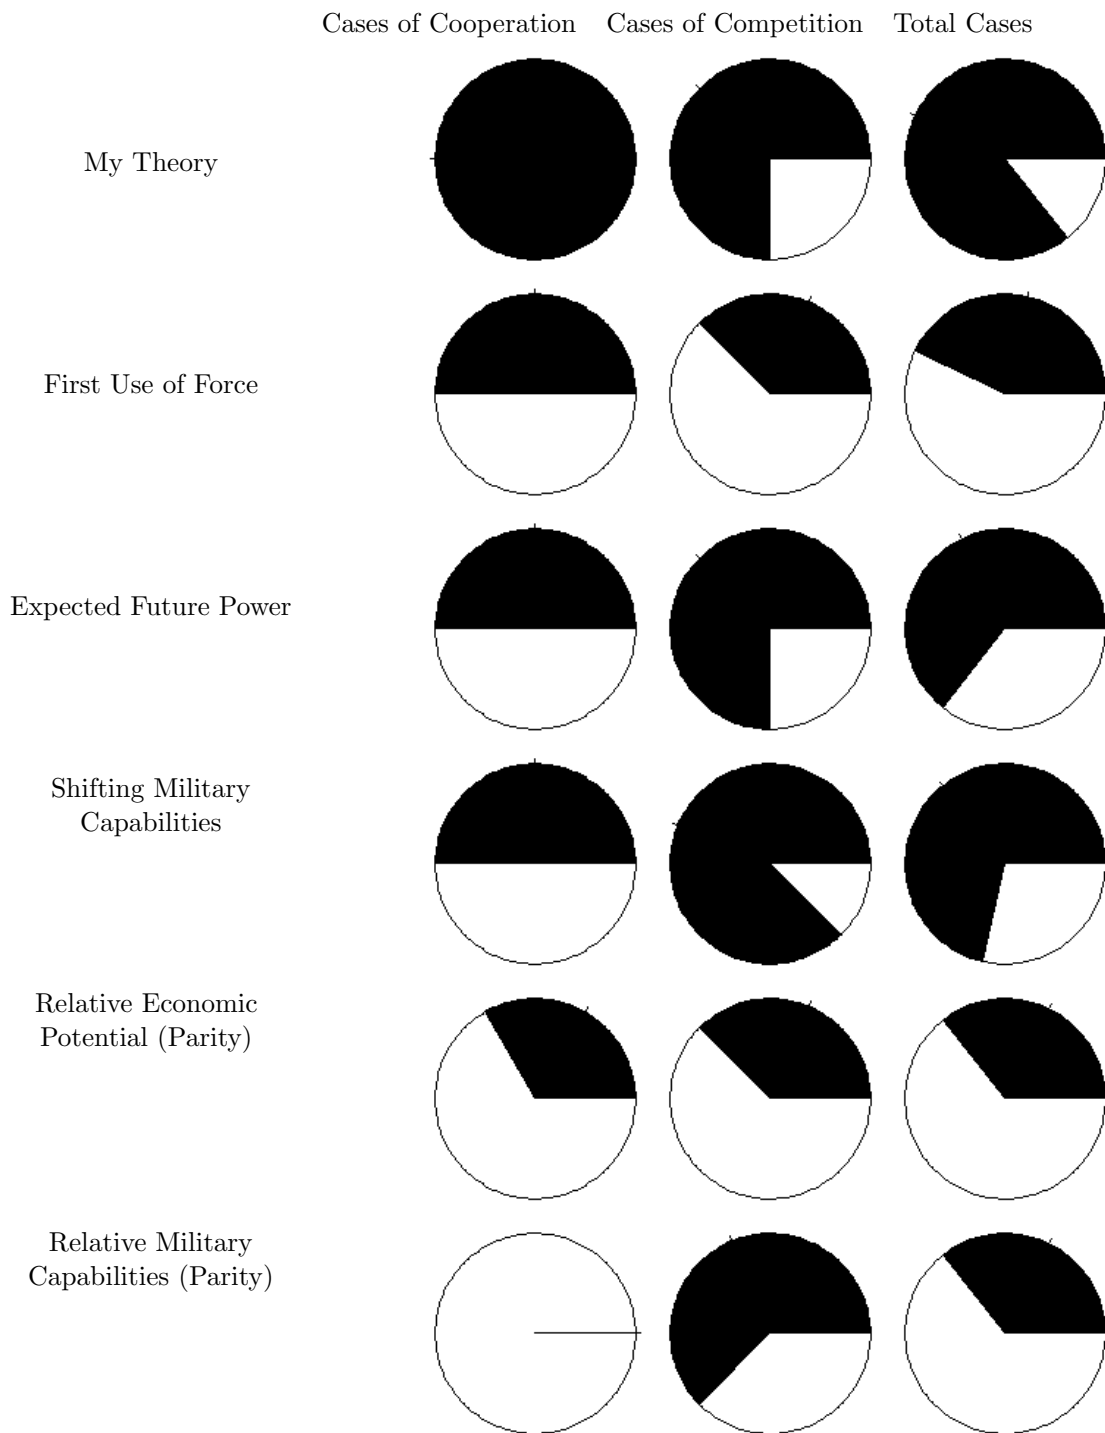 Cases of Cooperation Cases of Competition Total Cases
My Theory
First Use of Force
Expected Future Power
Shifting Military
Capabilities
Relative Economic
Potential (Parity)
Relative Military
Capabilities (Parity)